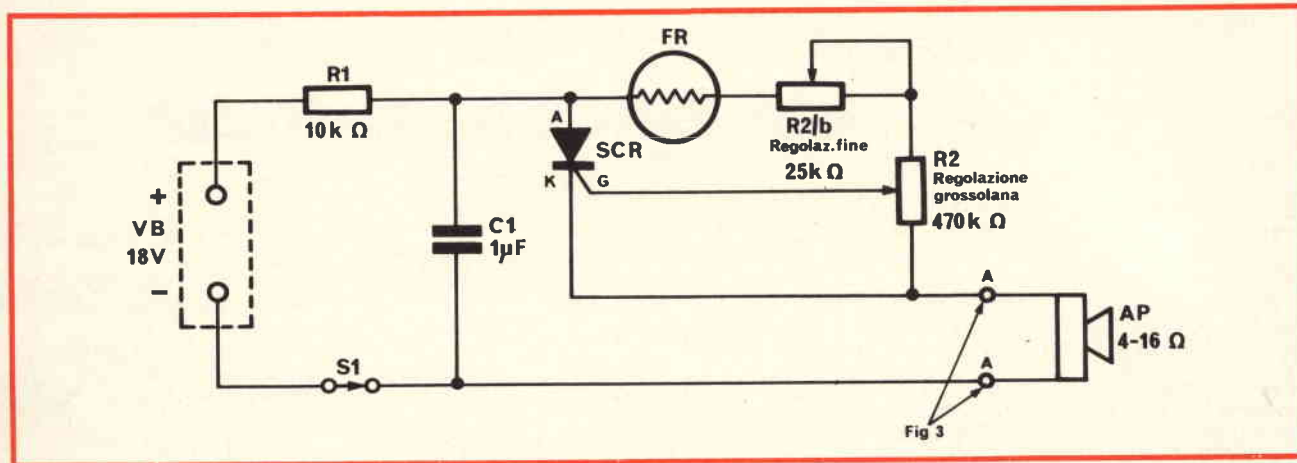 FR
R1
10k Ω
A
SCR
K
G
R2/b
Regolaz.fine
25k Ω
R2
Regolazione
grossolana
470k Ω
+
VB
18V
−
C1
1µF
S1
A
AP
4-16 Ω
A
Fig 3